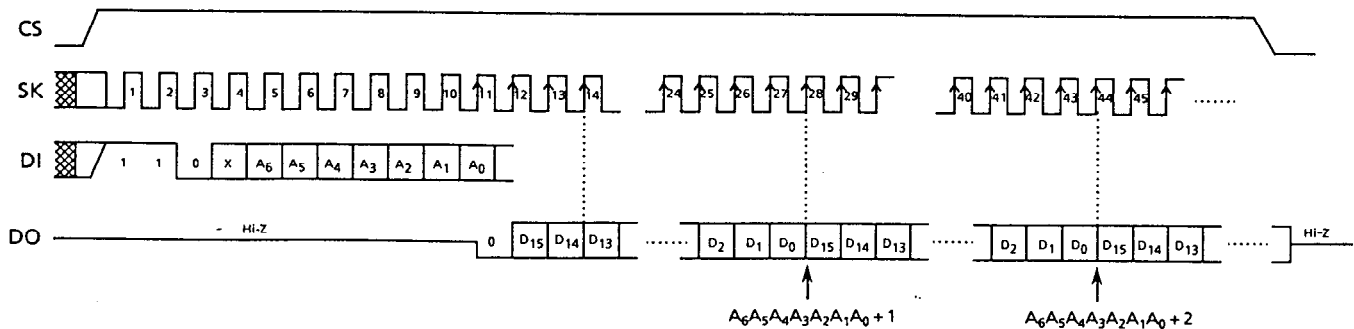 CS
SK 1 2 3 4 5 6 7 8 9 10 11 12 13 14 24 25 26 27 28 29 40 41 42 43 44 45 ........
DI 1 1 0 X A6 A5 A4 A3 A2 A1 A0
DO Hi-Z 0 D15 D14 D13 ........ D2 D1 D0 D15 D14 D13 ........ D2 D1 D0 D15 D14 D13 ........ Hi-Z
A6A5A4A3A2A1A0 + 1 A6A5A4A3A2A1A0 + 2